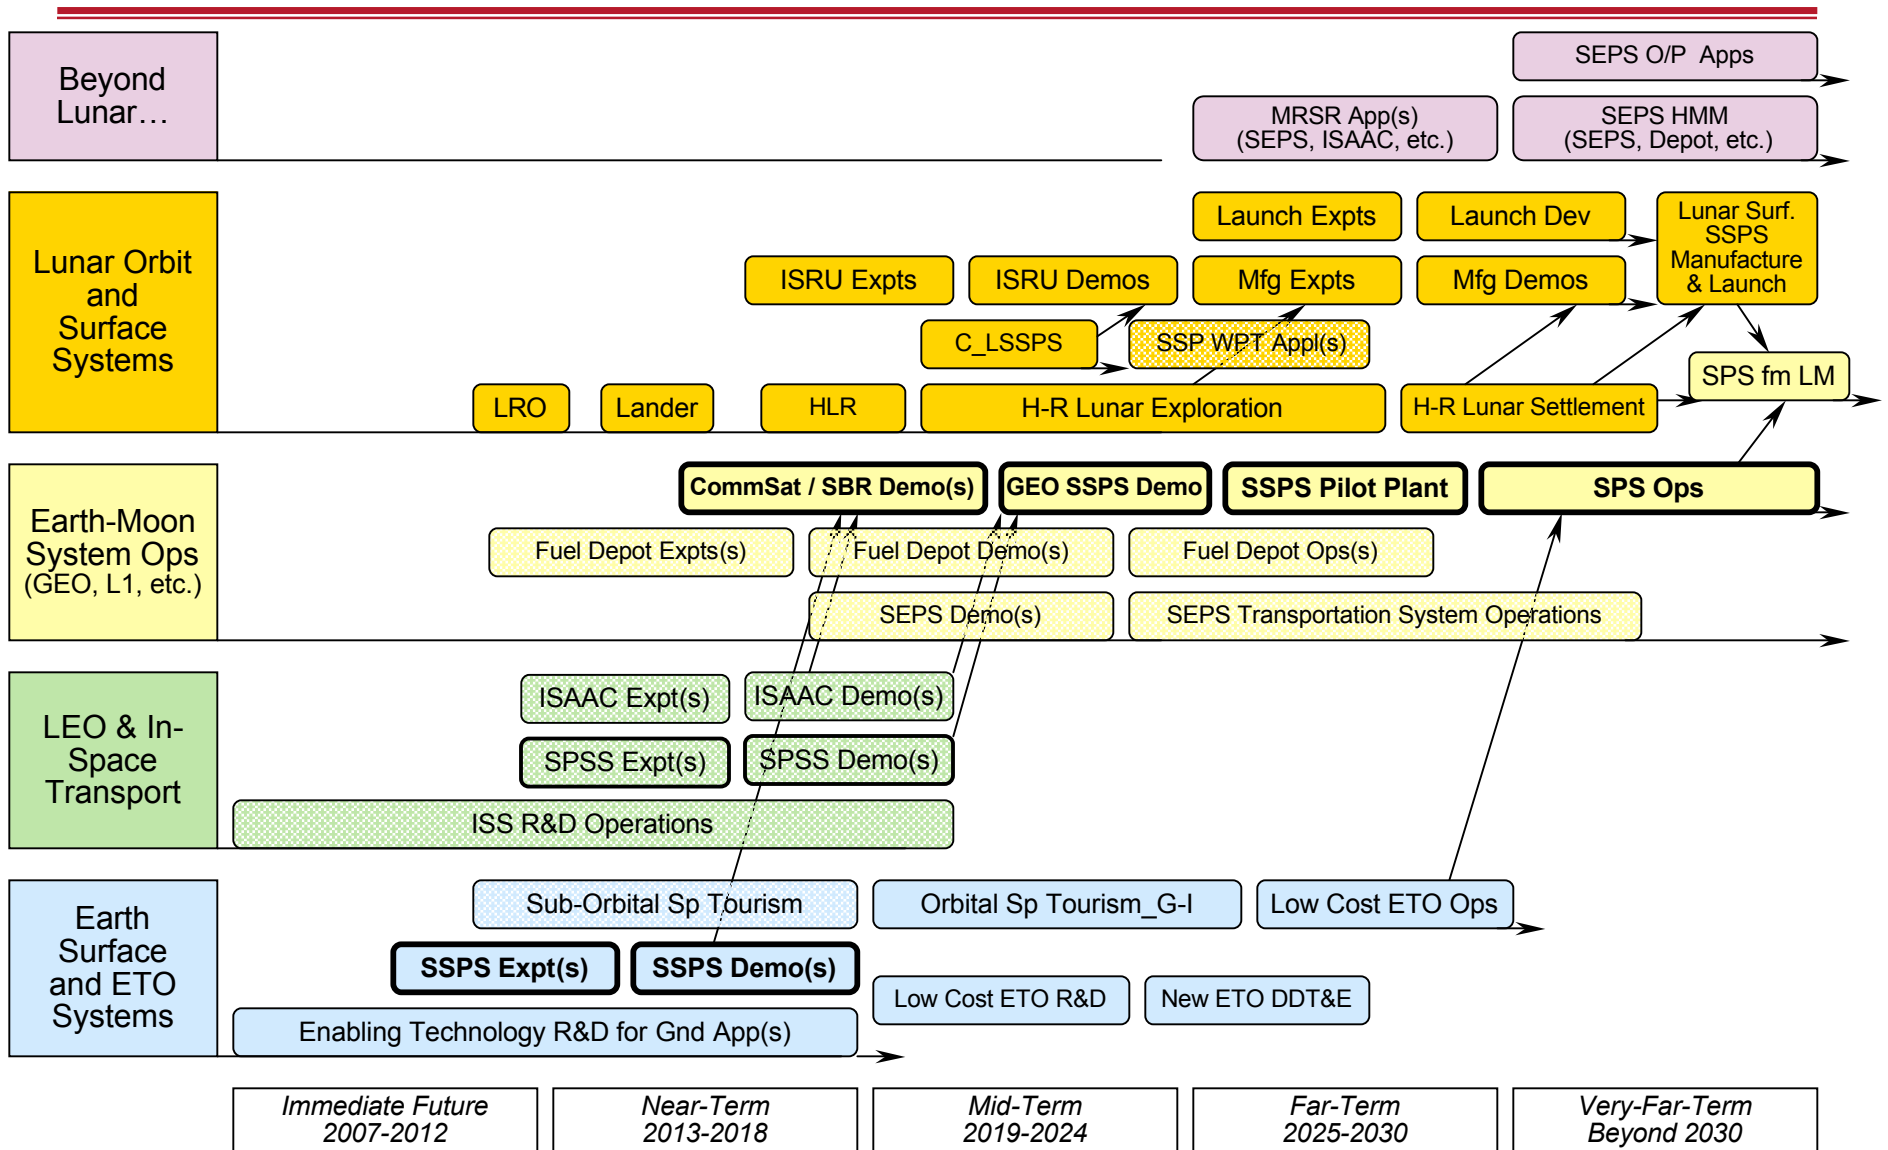 SEPS O/P Apps
Beyond
Lunar…
MRSR App(s)
(SEPS, ISAAC, etc.)
SEPS HMM
(SEPS, Depot, etc.)
Lunar Orbit
and
Surface
Systems
Launch Expts
Launch Dev
Lunar Surf.
SSPS
Manufacture
& Launch
ISRU Expts
ISRU Demos
Mfg Expts
Mfg Demos
C_LSSPS
SSP WPT Appl(s)
SPS fm LM
LRO
Lander
HLR
H-R Lunar Exploration
H-R Lunar Settlement
Earth-Moon
System Ops
(GEO, L1, etc.)
CommSat / SBR Demo(s)
GEO SSPS Demo
SSPS Pilot Plant
SPS Ops
Fuel Depot Expts(s)
Fuel Depot Demo(s)
Fuel Depot Ops(s)
SEPS Demo(s)
SEPS Transportation System Operations
LEO & In-
Space
Transport
ISAAC Expt(s)
ISAAC Demo(s)
SPSS Expt(s)
SPSS Demo(s)
ISS R&D Operations
Earth
Surface
and ETO
Systems
Sub-Orbital Sp Tourism
Orbital Sp Tourism_G-I
Low Cost ETO Ops
SSPS Expt(s)
SSPS Demo(s)
Low Cost ETO R&D
New ETO DDT&E
Enabling Technology R&D for Gnd App(s)
Immediate Future
2007-2012
Near-Term
2013-2018
Mid-Term
2019-2024
Far-Term
2025-2030
Very-Far-Term
Beyond 2030